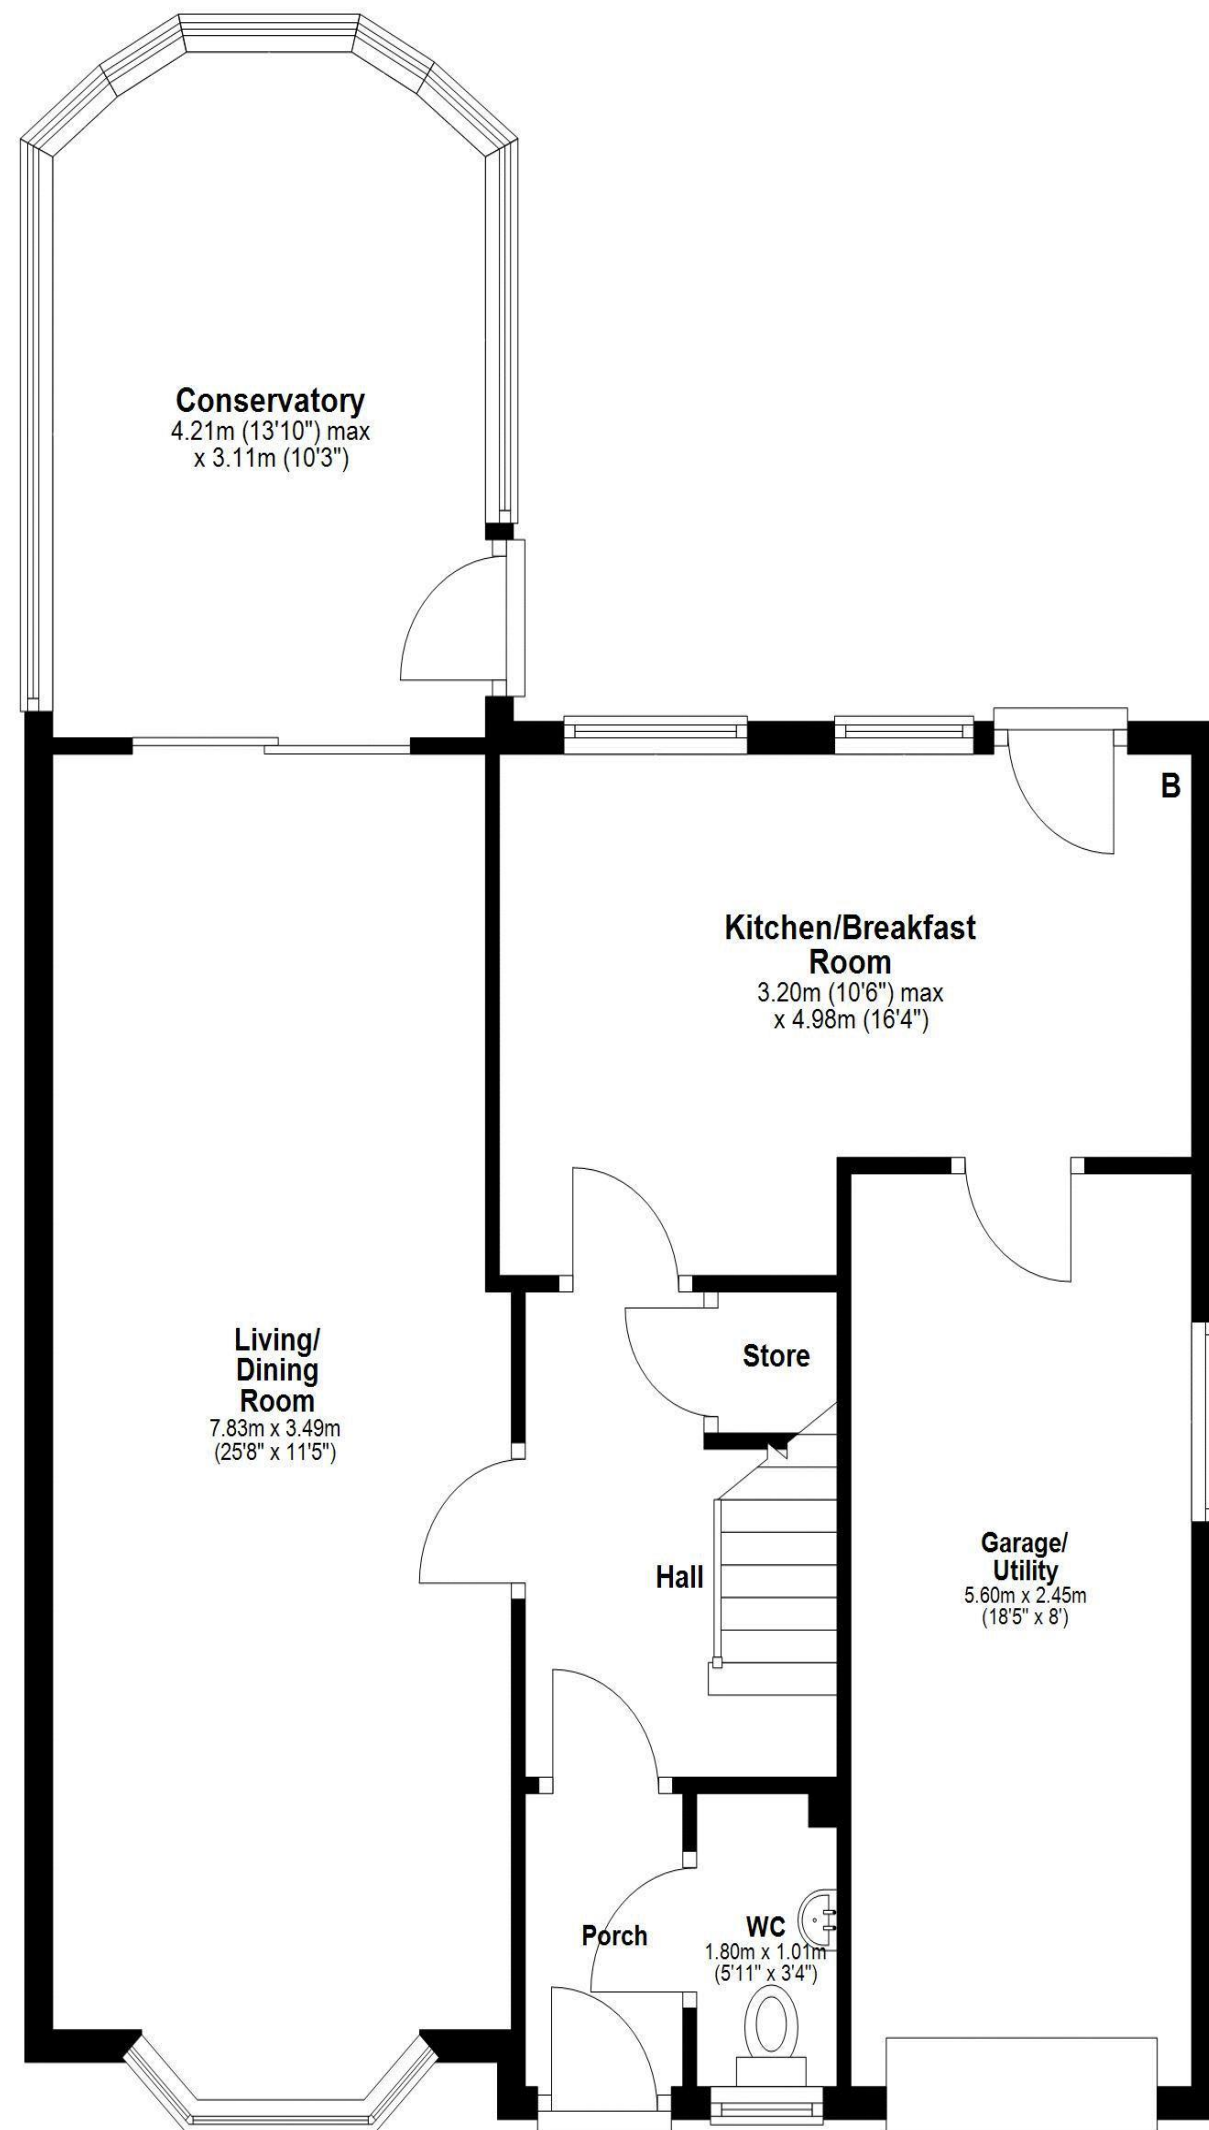 Conservatory
4.21m (13'10") max
x 3.11m (10'3")
B
Kitchen/Breakfast
Room
3.20m (10'6") max
x 4.98m (16'4")
Living/
Dining
Room
7.83m x 3.49m
(25'8" x 11'5")
Store
Hall
Garage/
Utility
5.60m x 2.45m
(18'5" x 8')
Porch
WC
1.80m x 1.01m
(5'11" x 3'4")